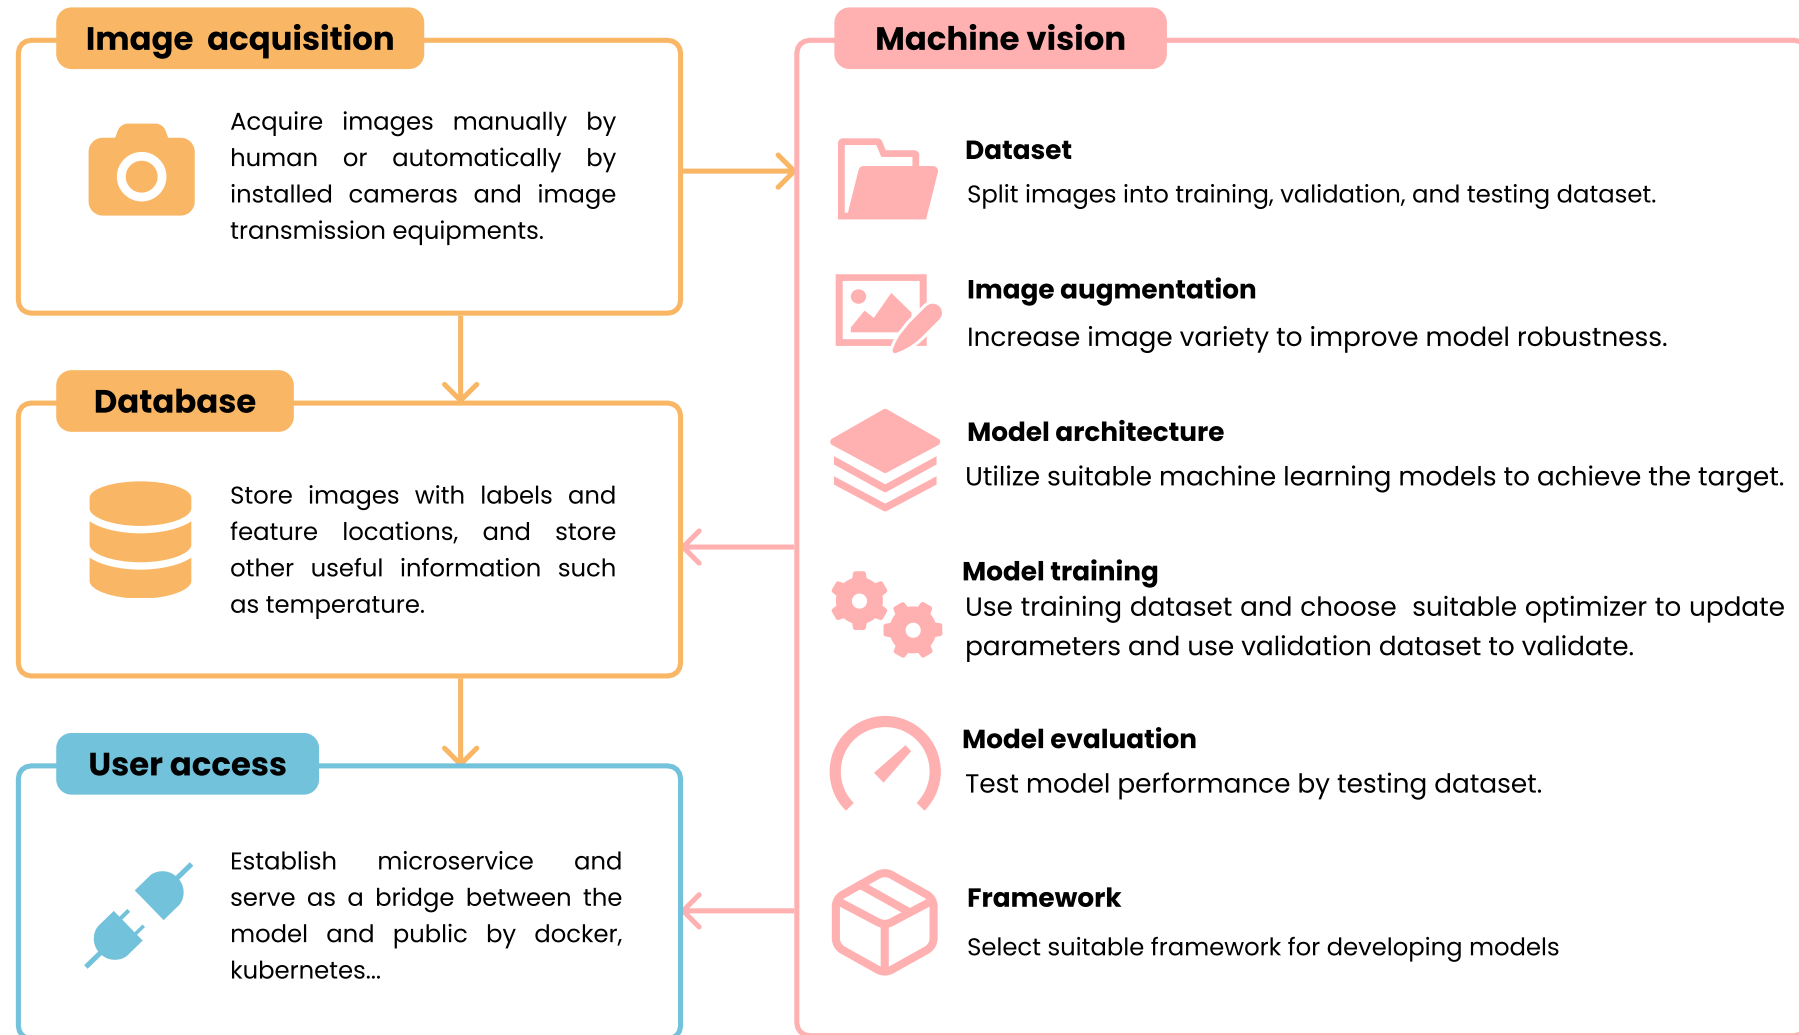 Image acquisition
Acquire images manually by
human or automatically by
installed cameras and image
transmission equipments.
Database
Store images with labels and
feature locations, and store
other useful information such
as temperature.
User access
Establish microservice and
serve as a bridge between the
model and public by docker,
kubernetes...
Machine vision
Dataset
Split images into training, validation, and testing dataset.
Image augmentation
Increase image variety to improve model robustness.
Model architecture
Utilize suitable machine learning models to achieve the target.
Model training
Use training dataset and choose suitable optimizer to update
parameters and use validation dataset to validate.
Model evaluation
Test model performance by testing dataset.
Framework
Select suitable framework for developing models